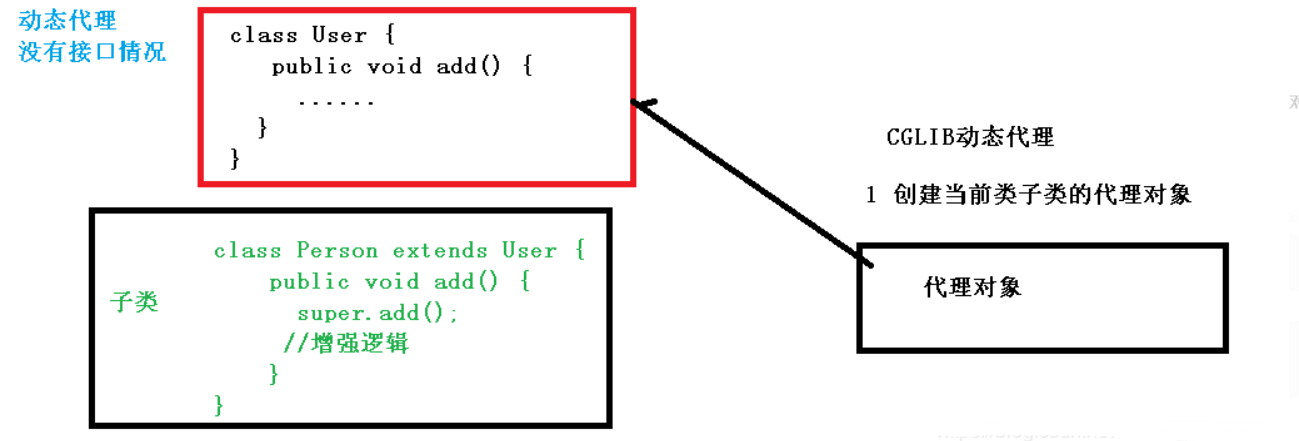 动态代理
没有接口情况
class User {
public void add() {
......
}
}
CGLIB动态代理
1 创建当前类子类的代理对象
代理对象
子类
class Person extends User {
public void add() {
super.add();
//增强逻辑
}
}